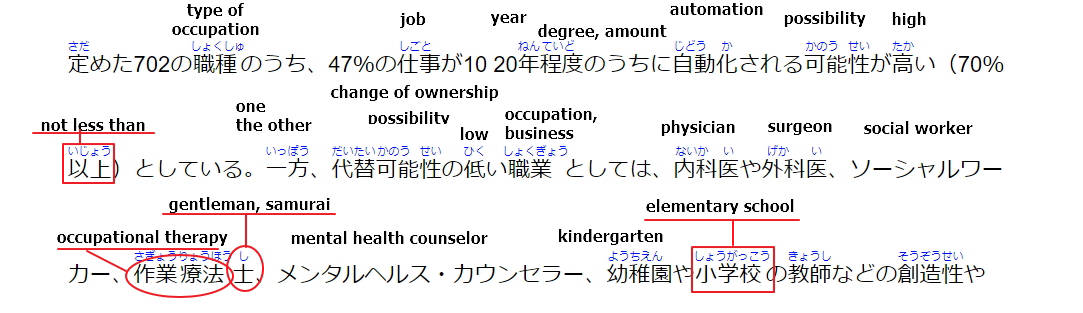 type of
occupation
job
year
degree, amount
automation
possibility
high
さだ しょくしゅ しごと ねんていど じどう か かのう せい たか
定めた702の職種のうち、47%の仕事が10 20年程度のうちに自動化される可能性が高い（70%
change of ownership
not less than
one
the other
possibility
low
occupation,
business
physician
surgeon
social worker
いじょう いっぽう だいたいかのう せい ひく しょくぎょう ないか い げか い
以上）としている。一方、代替可能性の低い職業 としては、内科医や外科医、ソーシャルワー
gentleman, samurai
elementary school
occupational therapy
mental health counselor
kindergarten
さぎょうりょうほう し ようちえん しょうがっこう きょうし そうぞうせい
カー、作業療法士、メンタルヘルス・カウンセラー、幼稚園や小学校の教師などの創造性や